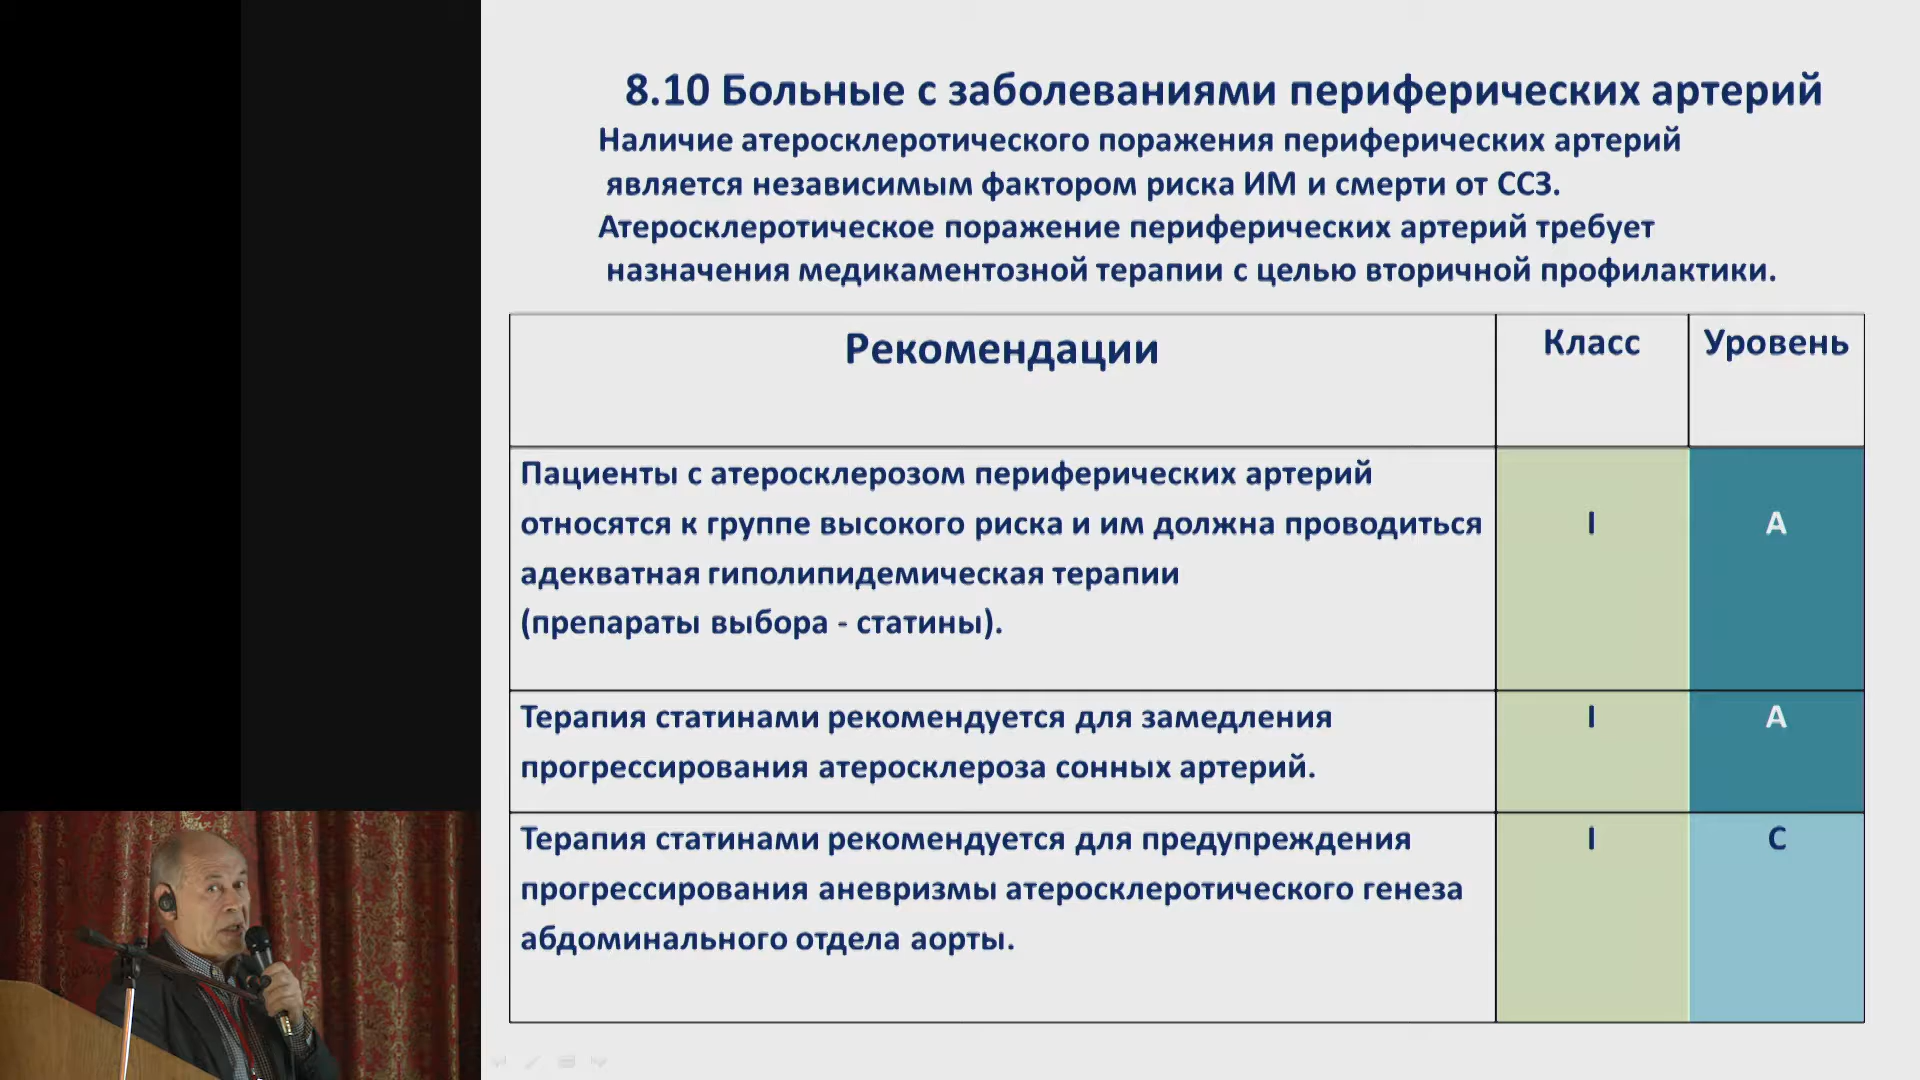 8.10 Больные с заболеваниями периферических артерий
Наличие атеросклеротического поражения периферических артерий
является независимым фактором риска ИМ и смерти от ССЗ.
Атеросклеротическое поражение периферических артерий требует
назначения медикаментозной терапии с целью вторичной профилактики.
Рекомендации
Класс
Уровень
Пациенты с атеросклерозом периферических артерий
относятся к группе высокого риска и им должна проводиться
адекватная гиполипидемическая терапии
(препараты выбора - статины).
I
A
Терапия статинами рекомендуется для замедления
прогрессирования атеросклероза сонных артерий.
I
A
Терапия статинами рекомендуется для предупреждения
прогрессирования аневризмы атеросклеротического генеза
абдоминального отдела аорты.
I
C